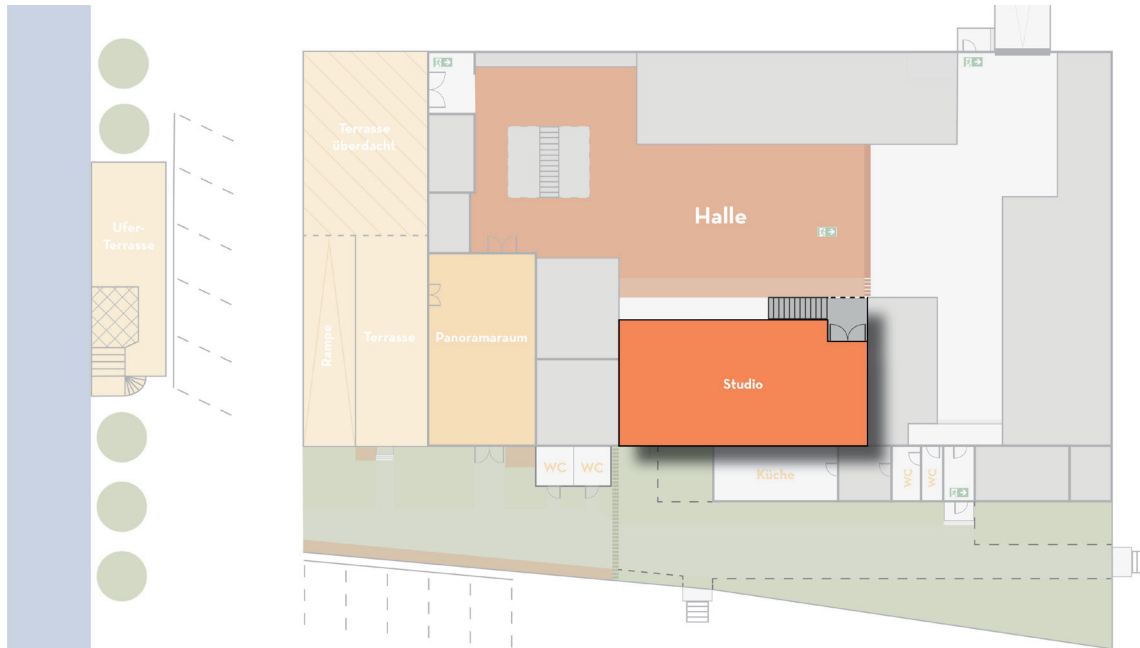 Terrasse
überdacht
Halle
Ufer-
Terrasse
Rampe
Terrasse
Panoramaraum
Studio
WC
WC
Küche
WC
WC